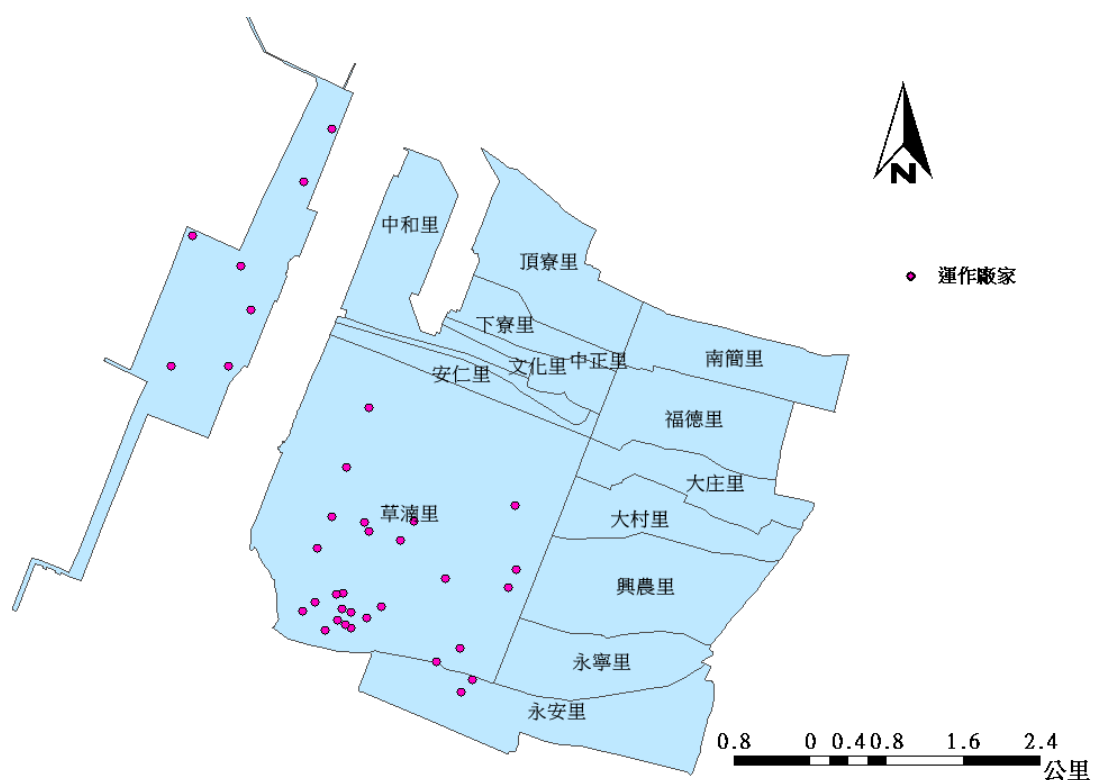 中和里
頂寮里
運作廠家
下寮里
文化里
中正里
安仁里
南簡里
福德里
大庄里
草湳里
大村里
興農里
永寧里
永安里
N
0.8 0 0.4 0.8 1.6 2.4
公里